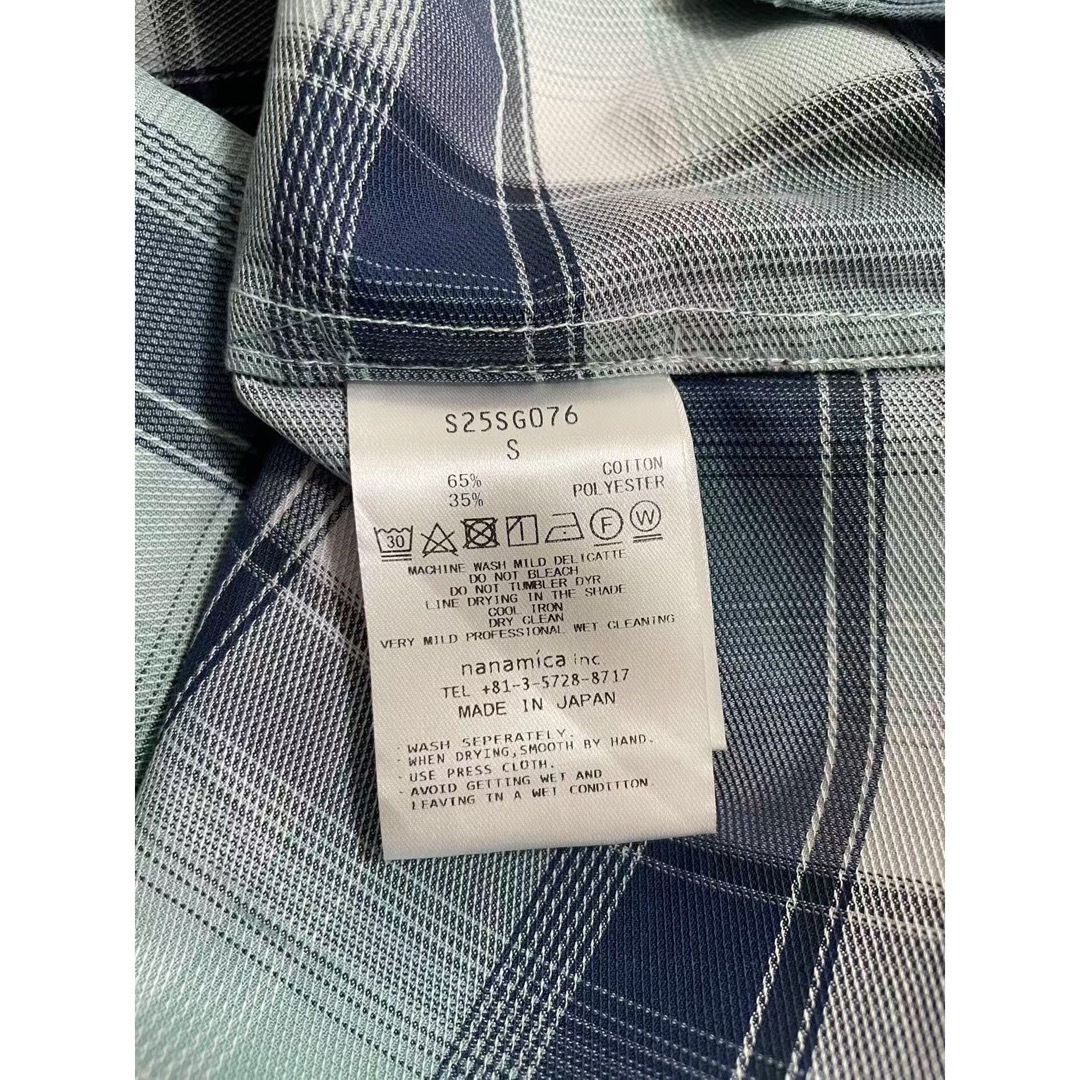 S25SG076
S
65% COTTON
35% POLYESTER
30 F W
MACHINE WASH MILD DELICATTE
DO NOT BLEACH
DO NOT TUMBLER DYR
LINE DRYING IN THE SHADE
COOL IRON
DRY CLEAN
VERY MILD PROFESSIONAL WET CLEANING
nanamica inc
TEL +81-3-5728-8717
MADE IN JAPAN
· WASH SEPERATELY.
· WHEN DRYING,SMOOTH BY HAND.
· USE PRESS CLOTH.
· AVOID GETTING WET AND
LEAVING IN A WET CONDITION.